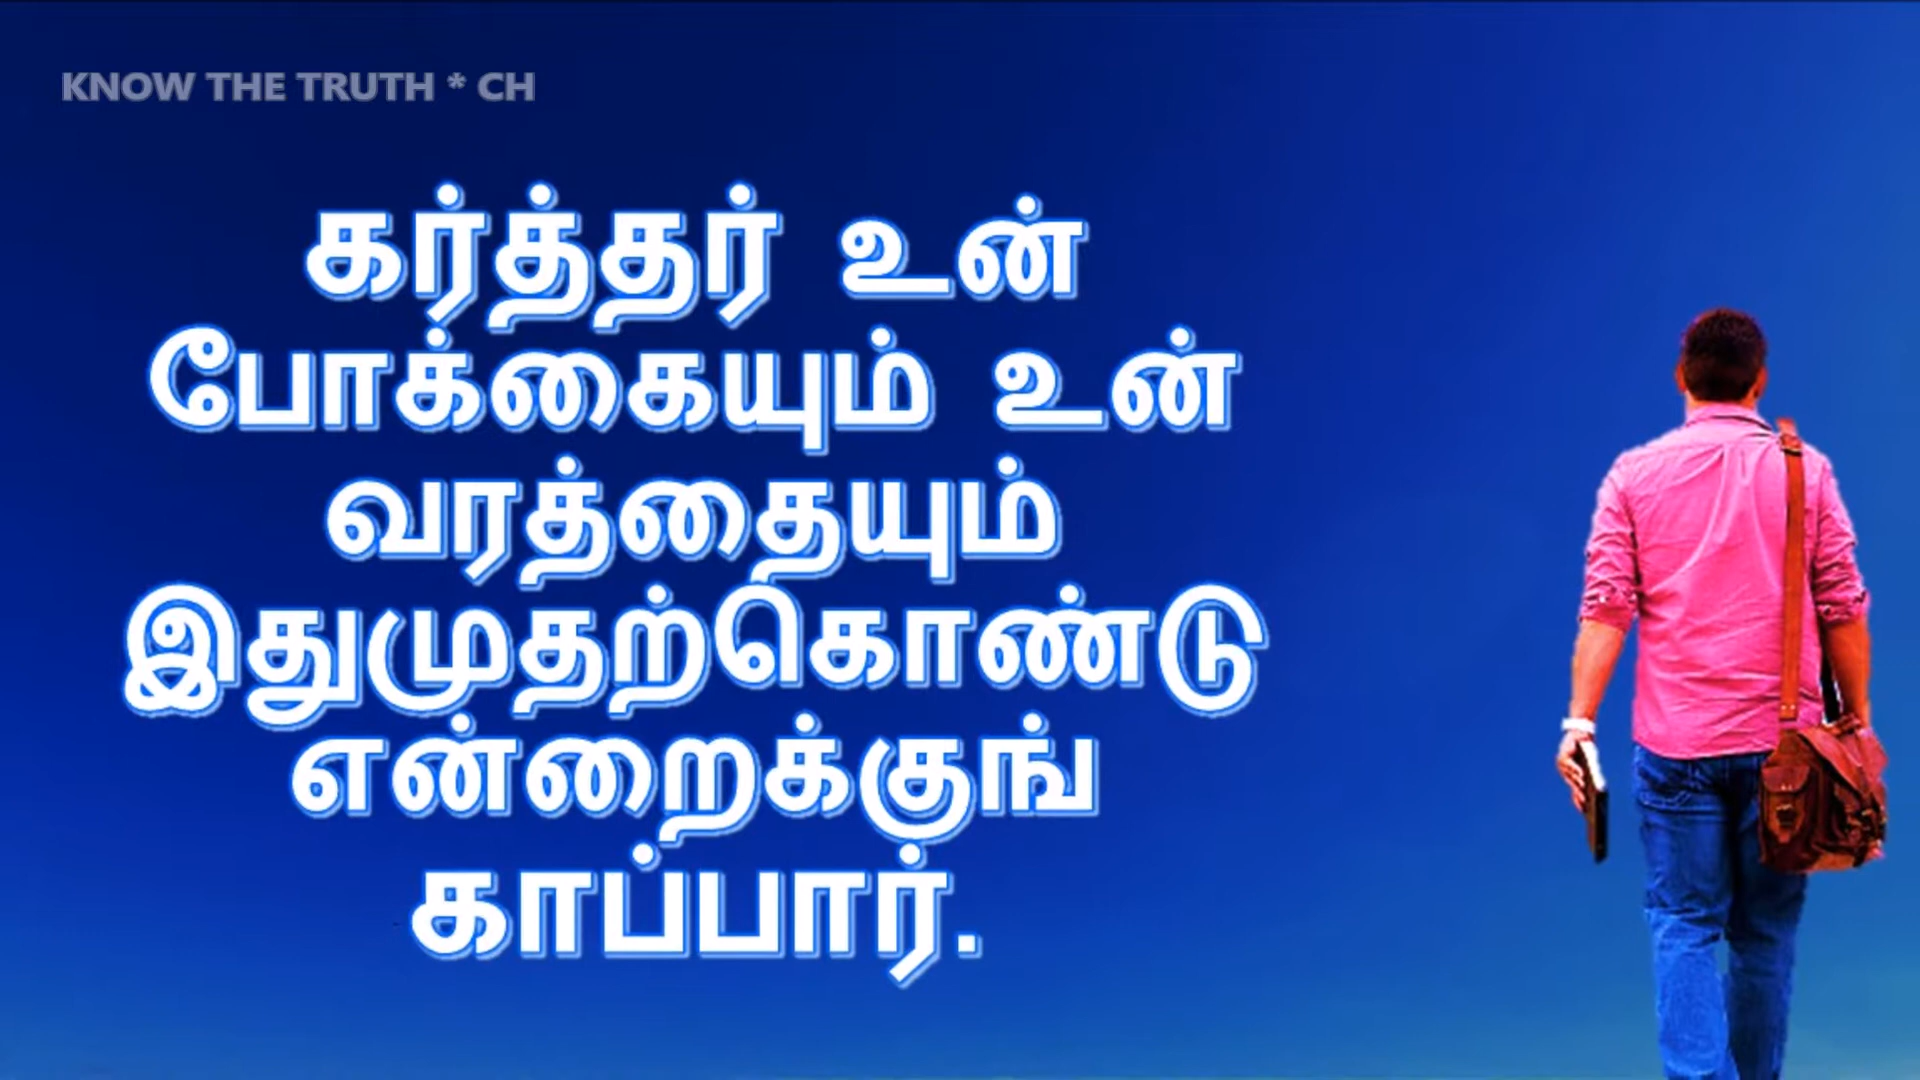 KNOW THE TRUTH * CH
கர்த்தர் உன்
போக்கையும் உன்
வரத்தையும்
இதுமுதற்கொண்டு
என்றைக்குங்
காப்பார்.